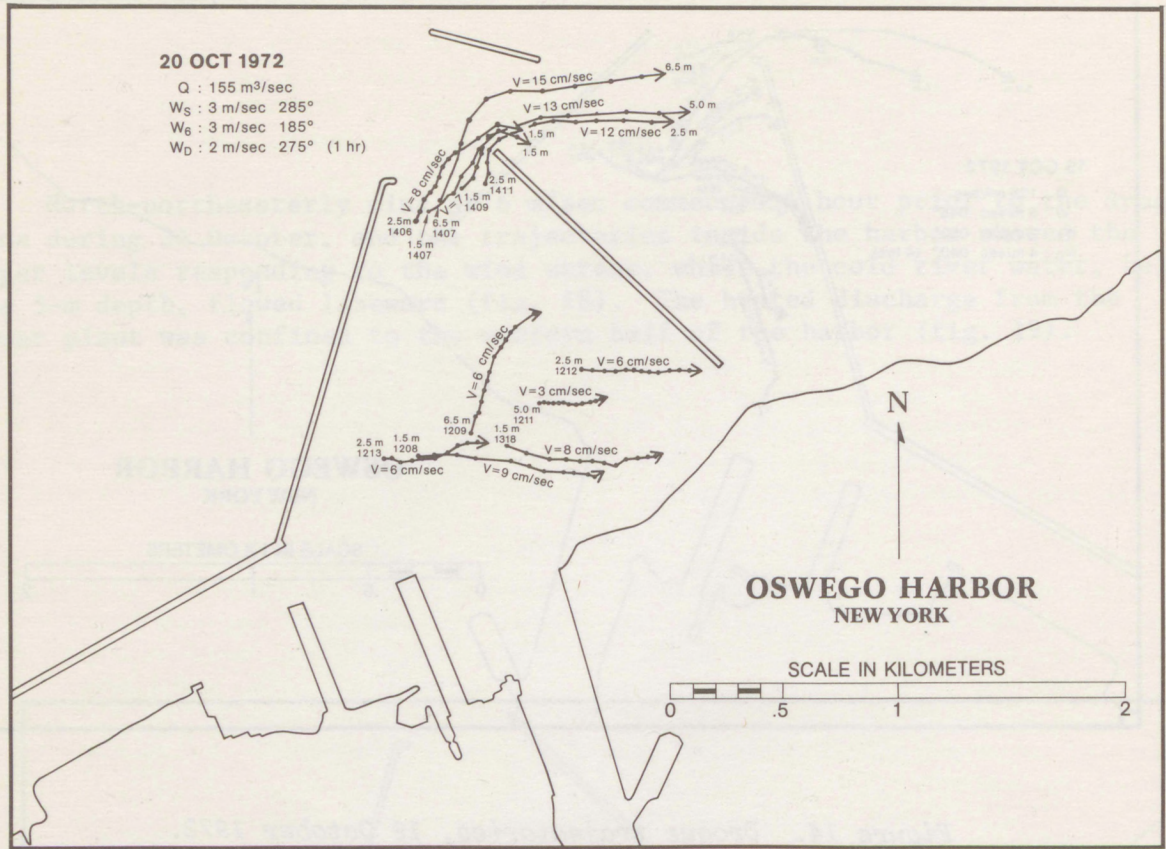 20 OCT 1972
Q : 155 m³/sec
W_S : 3 m/sec 285°
W_6 : 3 m/sec 185°
W_D : 2 m/sec 275° (1 hr)
6.5 m
V=15 cm/sec
V=13 cm/sec
5.0 m
V=12 cm/sec
2.5 m
1.5 m
1.5 m
V=8 cm/sec
2.5 m
1411
1.5 m
1409
2.5 m
1406
6.5 m
1407
1.5 m
1407
V=6 cm/sec
2.5 m
1212
V=6 cm/sec
V=3 cm/sec
5.0 m
1211
6.5 m
1209
1.5 m
1318
2.5 m
1213
1.5 m
1208
V=8 cm/sec
V=6 cm/sec
V=9 cm/sec
N
OSWEGO HARBOR
NEW YORK
SCALE IN KILOMETERS
0 .5 1 2